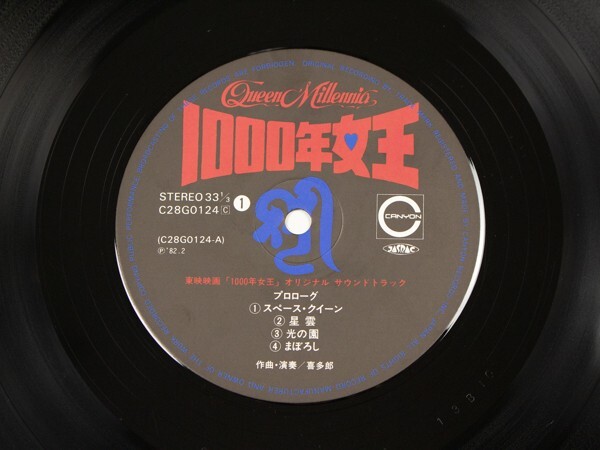 Queen Millennia
1000年女王
STEREO 33 1/3
C28G0124 Ⓒ
①
CANYON
JASRAC
(C28G0124-A)
Ⓟ '82.2
東映映画「1000年女王」オリジナル サウンドトラック
プロローグ
① スペース・クイーン
② 星雲
③ 光の園
④ まぼろし
作曲・演奏／喜多郎